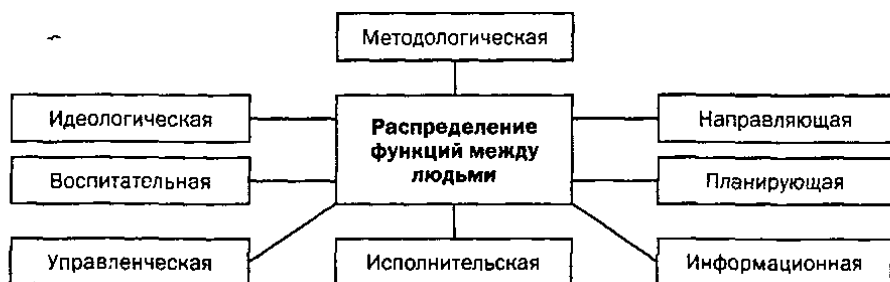 Методологическая
Идеологическая
Распределение
функций между
людьми
Направляющая
Воспитательная
Планирующая
Управленческая
Исполнительская
Информационная